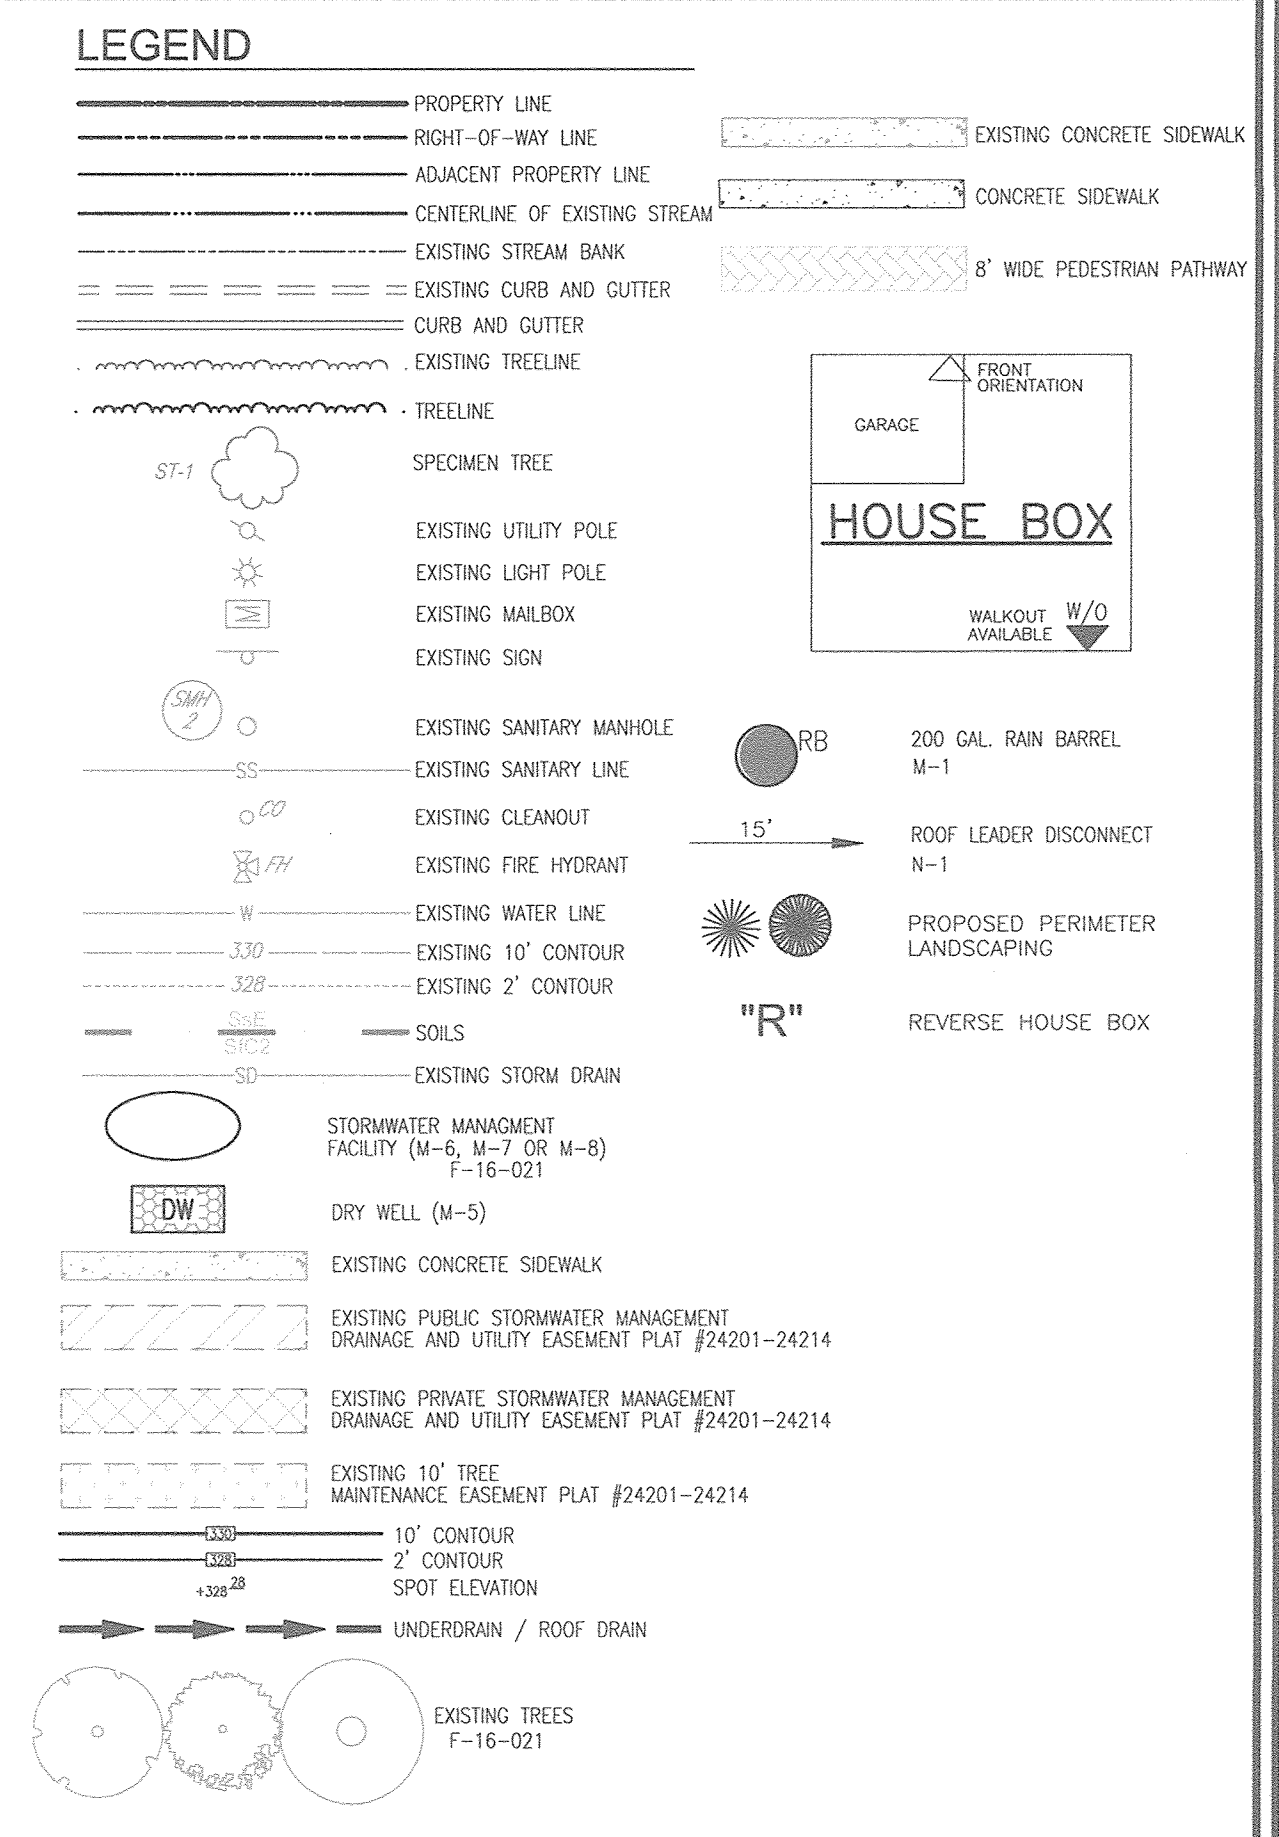 LEGEND
PROPERTY LINE
RIGHT-OF-WAY LINE
ADJACENT PROPERTY LINE
CENTERLINE OF EXISTING STREAM
EXISTING STREAM BANK
EXISTING CURB AND GUTTER
CURB AND GUTTER
EXISTING TREELINE
TREELINE
ST-1 SPECIMEN TREE
EXISTING UTILITY POLE
EXISTING LIGHT POLE
M EXISTING MAILBOX
EXISTING SIGN
SMH
2
EXISTING SANITARY MANHOLE
SS EXISTING SANITARY LINE
CO EXISTING CLEANOUT
FH EXISTING FIRE HYDRANT
W EXISTING WATER LINE
330 EXISTING 10' CONTOUR
328 EXISTING 2' CONTOUR
SsE
SIC2
SOILS
SD EXISTING STORM DRAIN
STORMWATER MANAGMENT
FACILITY (M-6, M-7 OR M-8)
F-16-021
DW DRY WELL (M-5)
EXISTING CONCRETE SIDEWALK
EXISTING PUBLIC STORMWATER MANAGEMENT
DRAINAGE AND UTILITY EASEMENT PLAT #24201-24214
EXISTING PRIVATE STORMWATER MANAGEMENT
DRAINAGE AND UTILITY EASEMENT PLAT #24201-24214
EXISTING 10' TREE
MAINTENANCE EASEMENT PLAT #24201-24214
330 10' CONTOUR
328 2' CONTOUR
+328.28 SPOT ELEVATION
UNDERDRAIN / ROOF DRAIN
EXISTING TREES
F-16-021
EXISTING CONCRETE SIDEWALK
CONCRETE SIDEWALK
8' WIDE PEDESTRIAN PATHWAY
FRONT
ORIENTATION
GARAGE
HOUSE BOX
WALKOUT
AVAILABLE
W/O
RB 200 GAL. RAIN BARREL
M-1
15' ROOF LEADER DISCONNECT
N-1
PROPOSED PERIMETER
LANDSCAPING
"R" REVERSE HOUSE BOX